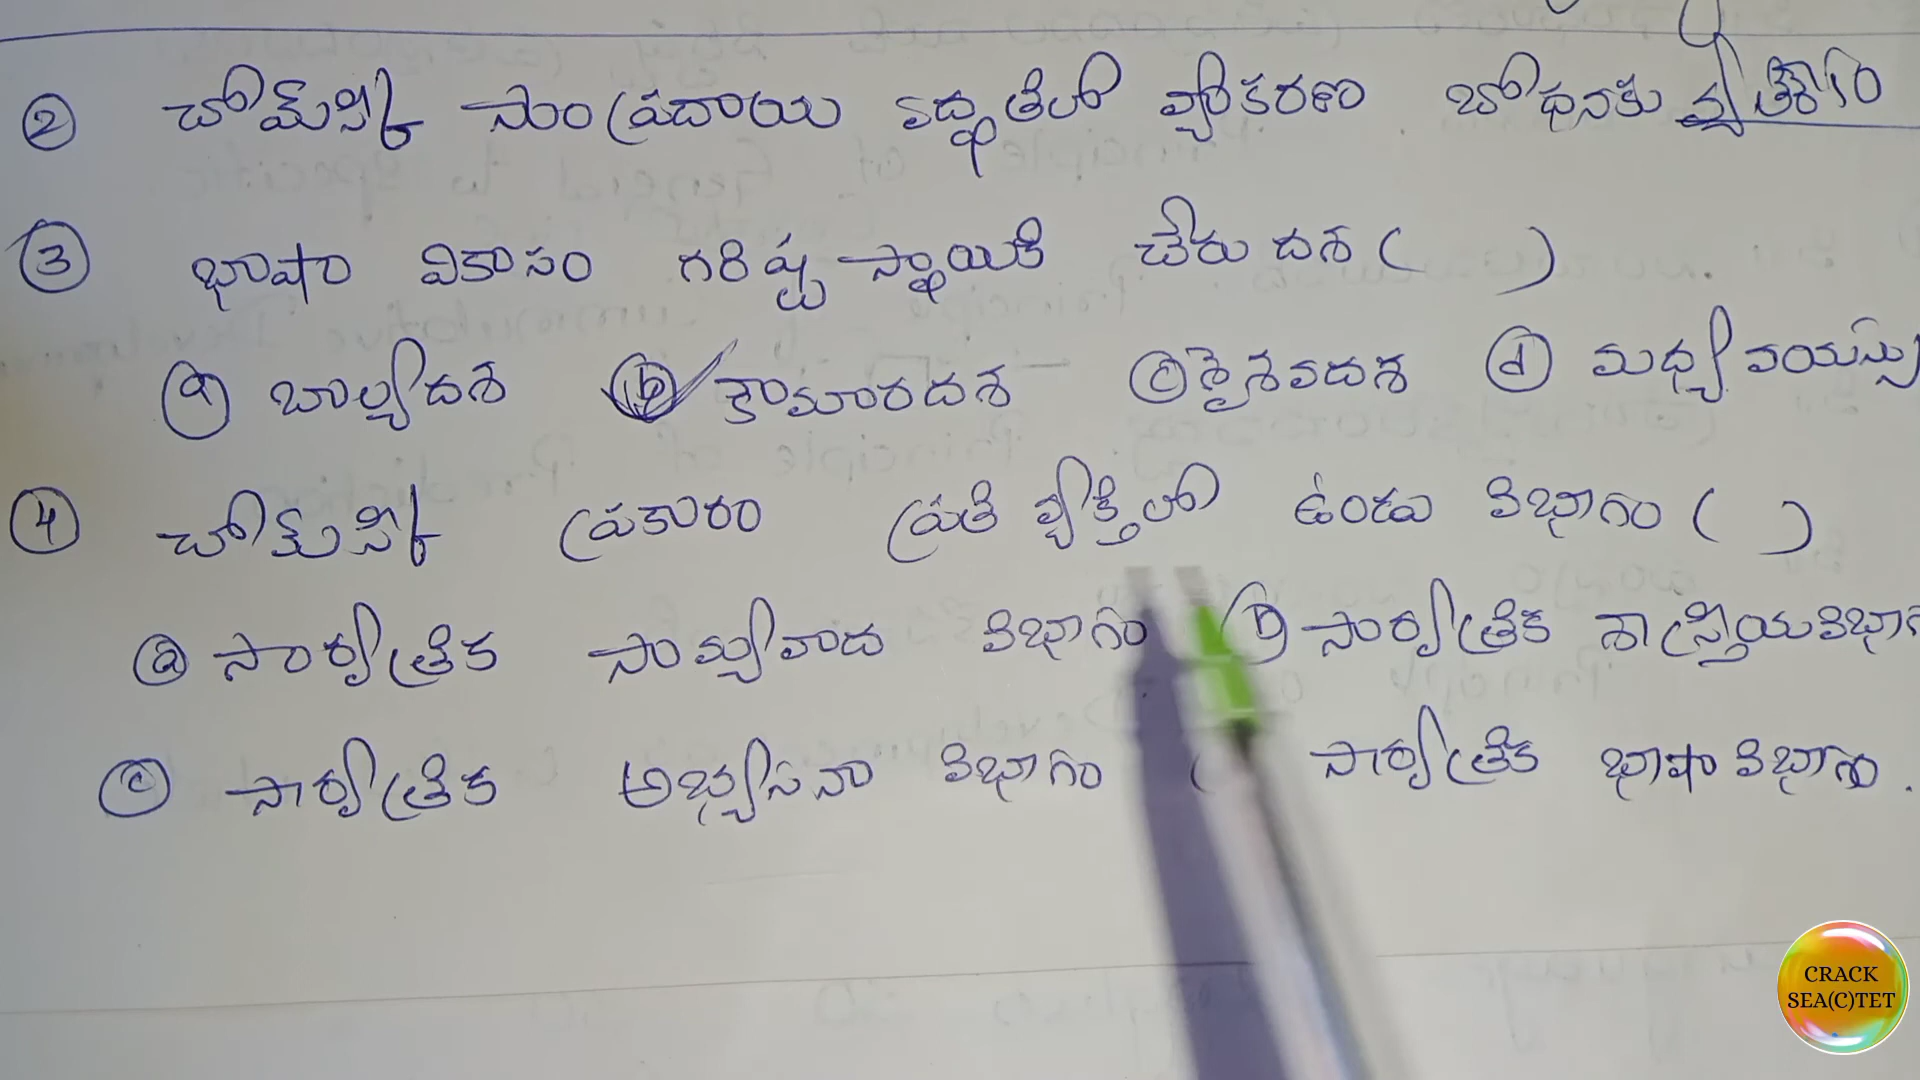 ② చోమ్‌స్కీ సాంప్రదాయ పద్ధతిలో వ్యాకరణ బోధనకు వ్యతిరేకం
③ భాషా వికాసం గరిష్ట స్థాయికి చేరు దశ ( )
ⓐ బాల్యదశ ⓑ కౌమారదశ ⓒ శైశవదశ ⓓ మధ్య వయస్సు
④ చోమ్‌స్కీ ప్రకారం ప్రతి వ్యక్తిలో ఉండు విభాగం ( )
ⓐ సార్వత్రిక సామ్యవాద విభాగం ⓑ సార్వత్రిక శాస్త్రీయ విభాగ
ⓒ సార్వత్రిక అభ్యసనా విభాగం సార్వత్రిక భాషా విభాగం.
CRACK
SEA(C)TET